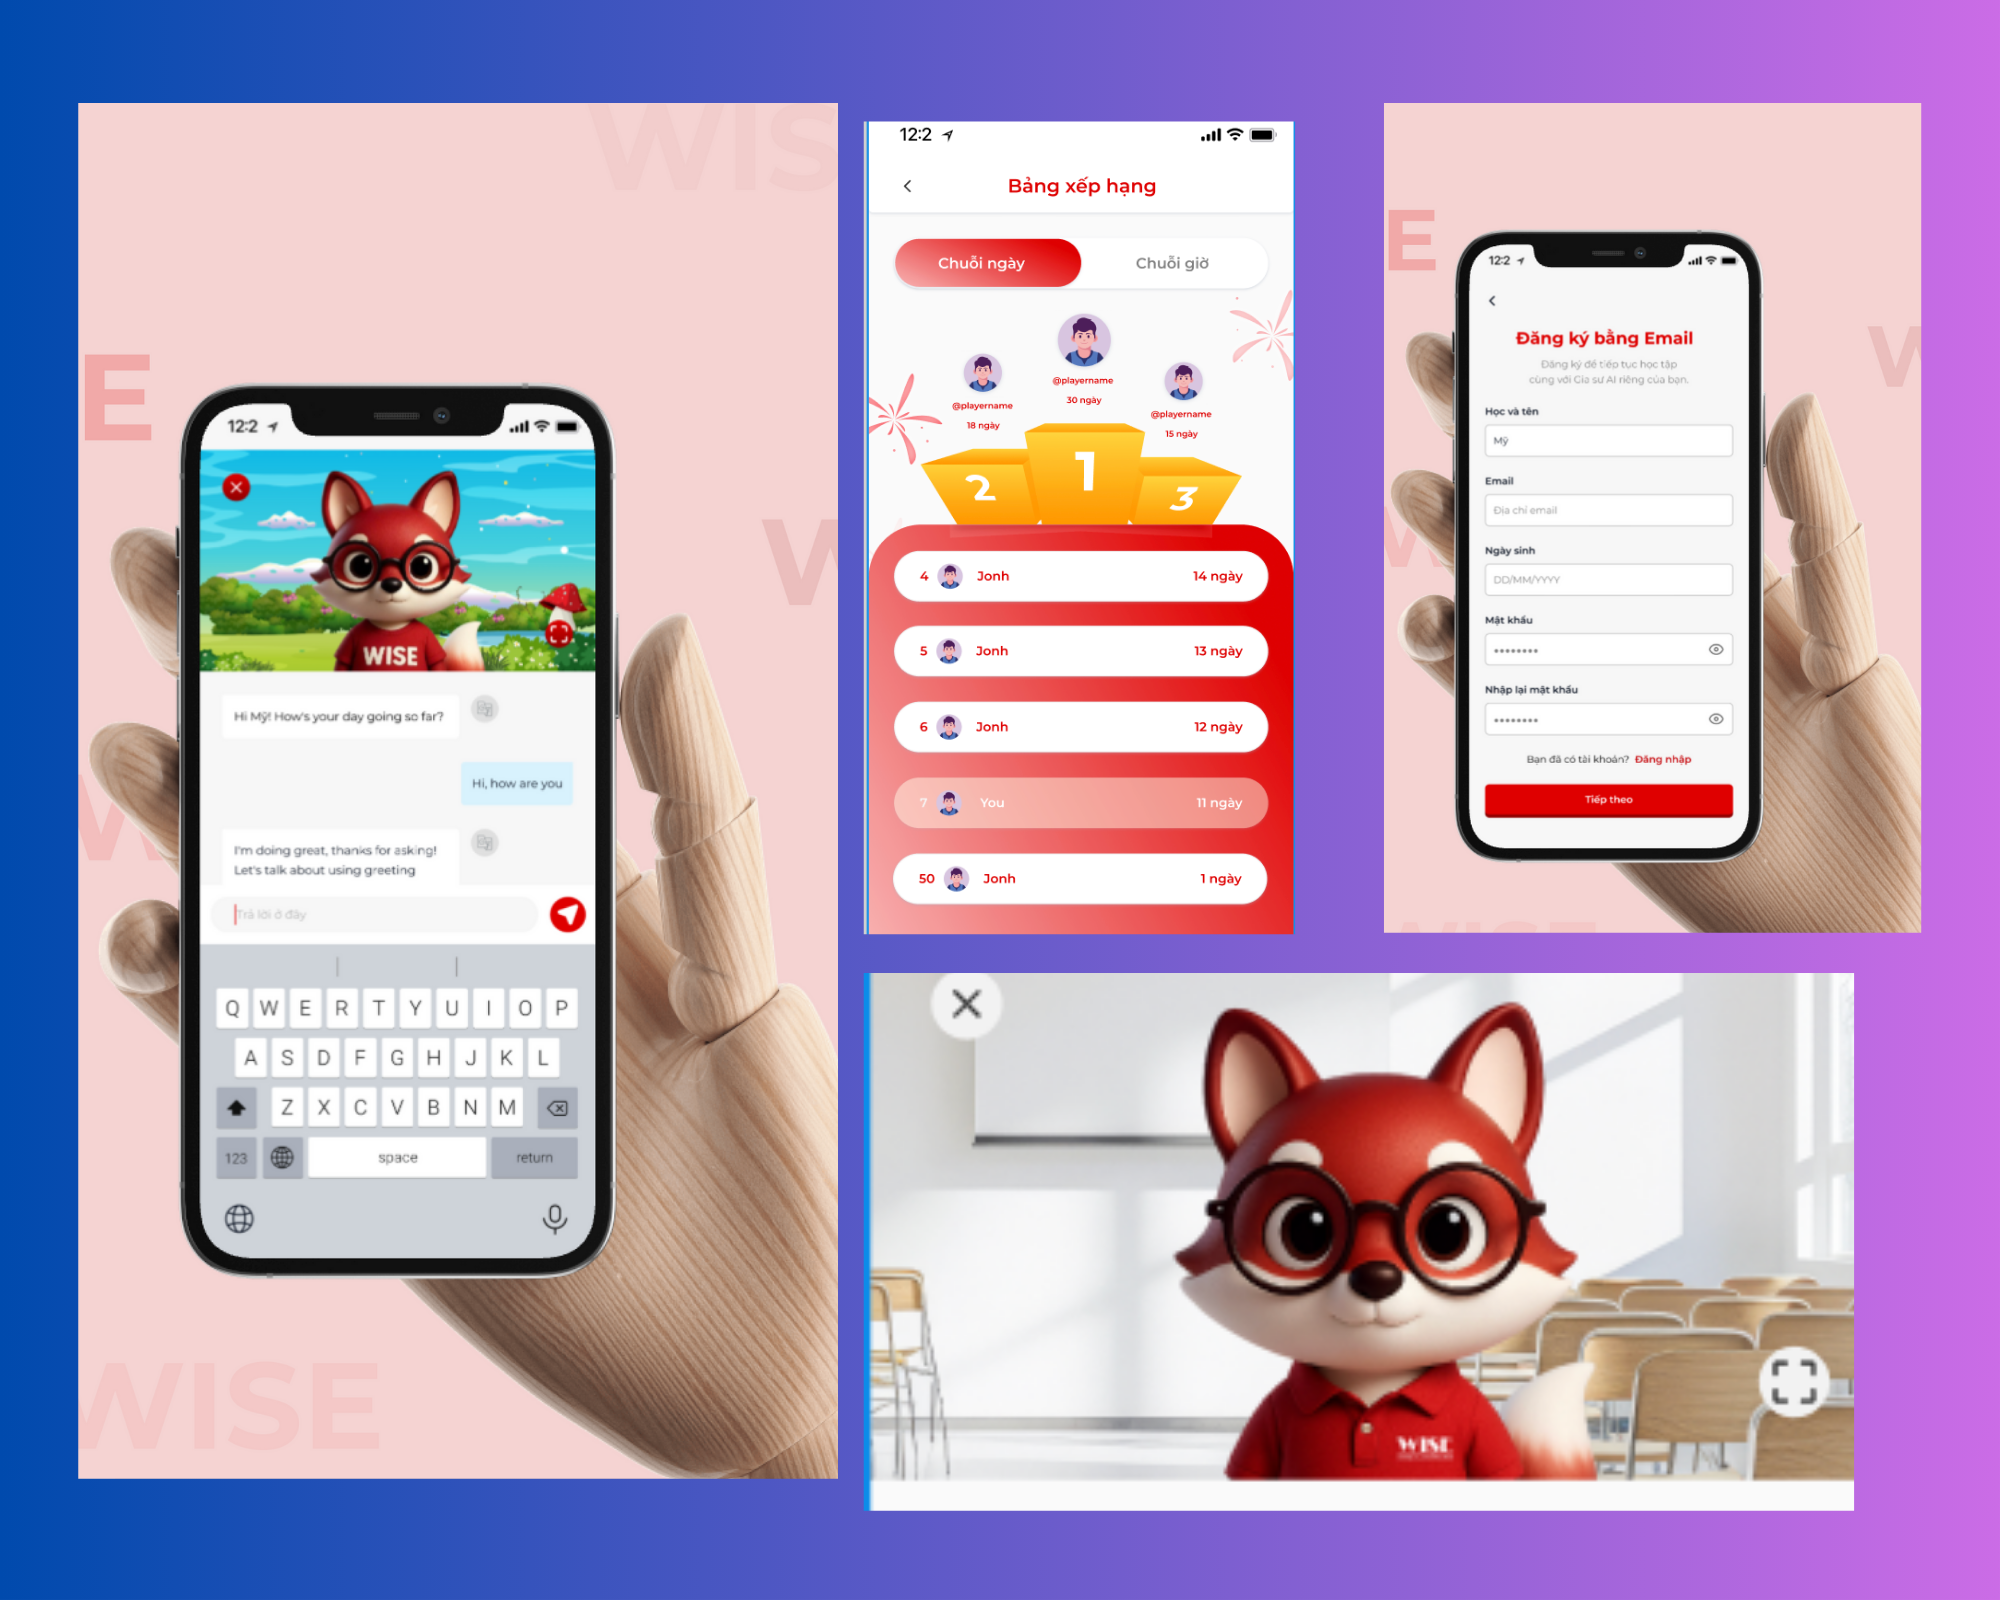 WISE
E
W
W
WISE
12:2
WISE
Hi Mỹ! How's your day going so far?
Hi, how are you
I'm doing great, thanks for asking!
Let's talk about using greeting
Trả lời ở đây
Q W E R T Y U I O P
A S D F G H J K L
Z X C V B N M
123 space return
12:2
Bảng xếp hạng
Chuỗi ngày Chuỗi giờ
@playername
30 ngày
@playername
18 ngày
@playername
15 ngày
2 1 3
4 Jonh 14 ngày
5 Jonh 13 ngày
6 Jonh 12 ngày
7 You 11 ngày
50 Jonh 1 ngày
E
W
W
WISE
12:2
Đăng ký bằng Email
Đăng ký để tiếp tục học tập
cùng với Gia sư AI riêng của bạn.
Học và tên
Mỹ
Email
Địa chỉ email
Ngày sinh
DD/MM/YYYY
Mật khẩu
Nhập lại mật khẩu
Bạn đã có tài khoản? Đăng nhập
Tiếp theo
WISE